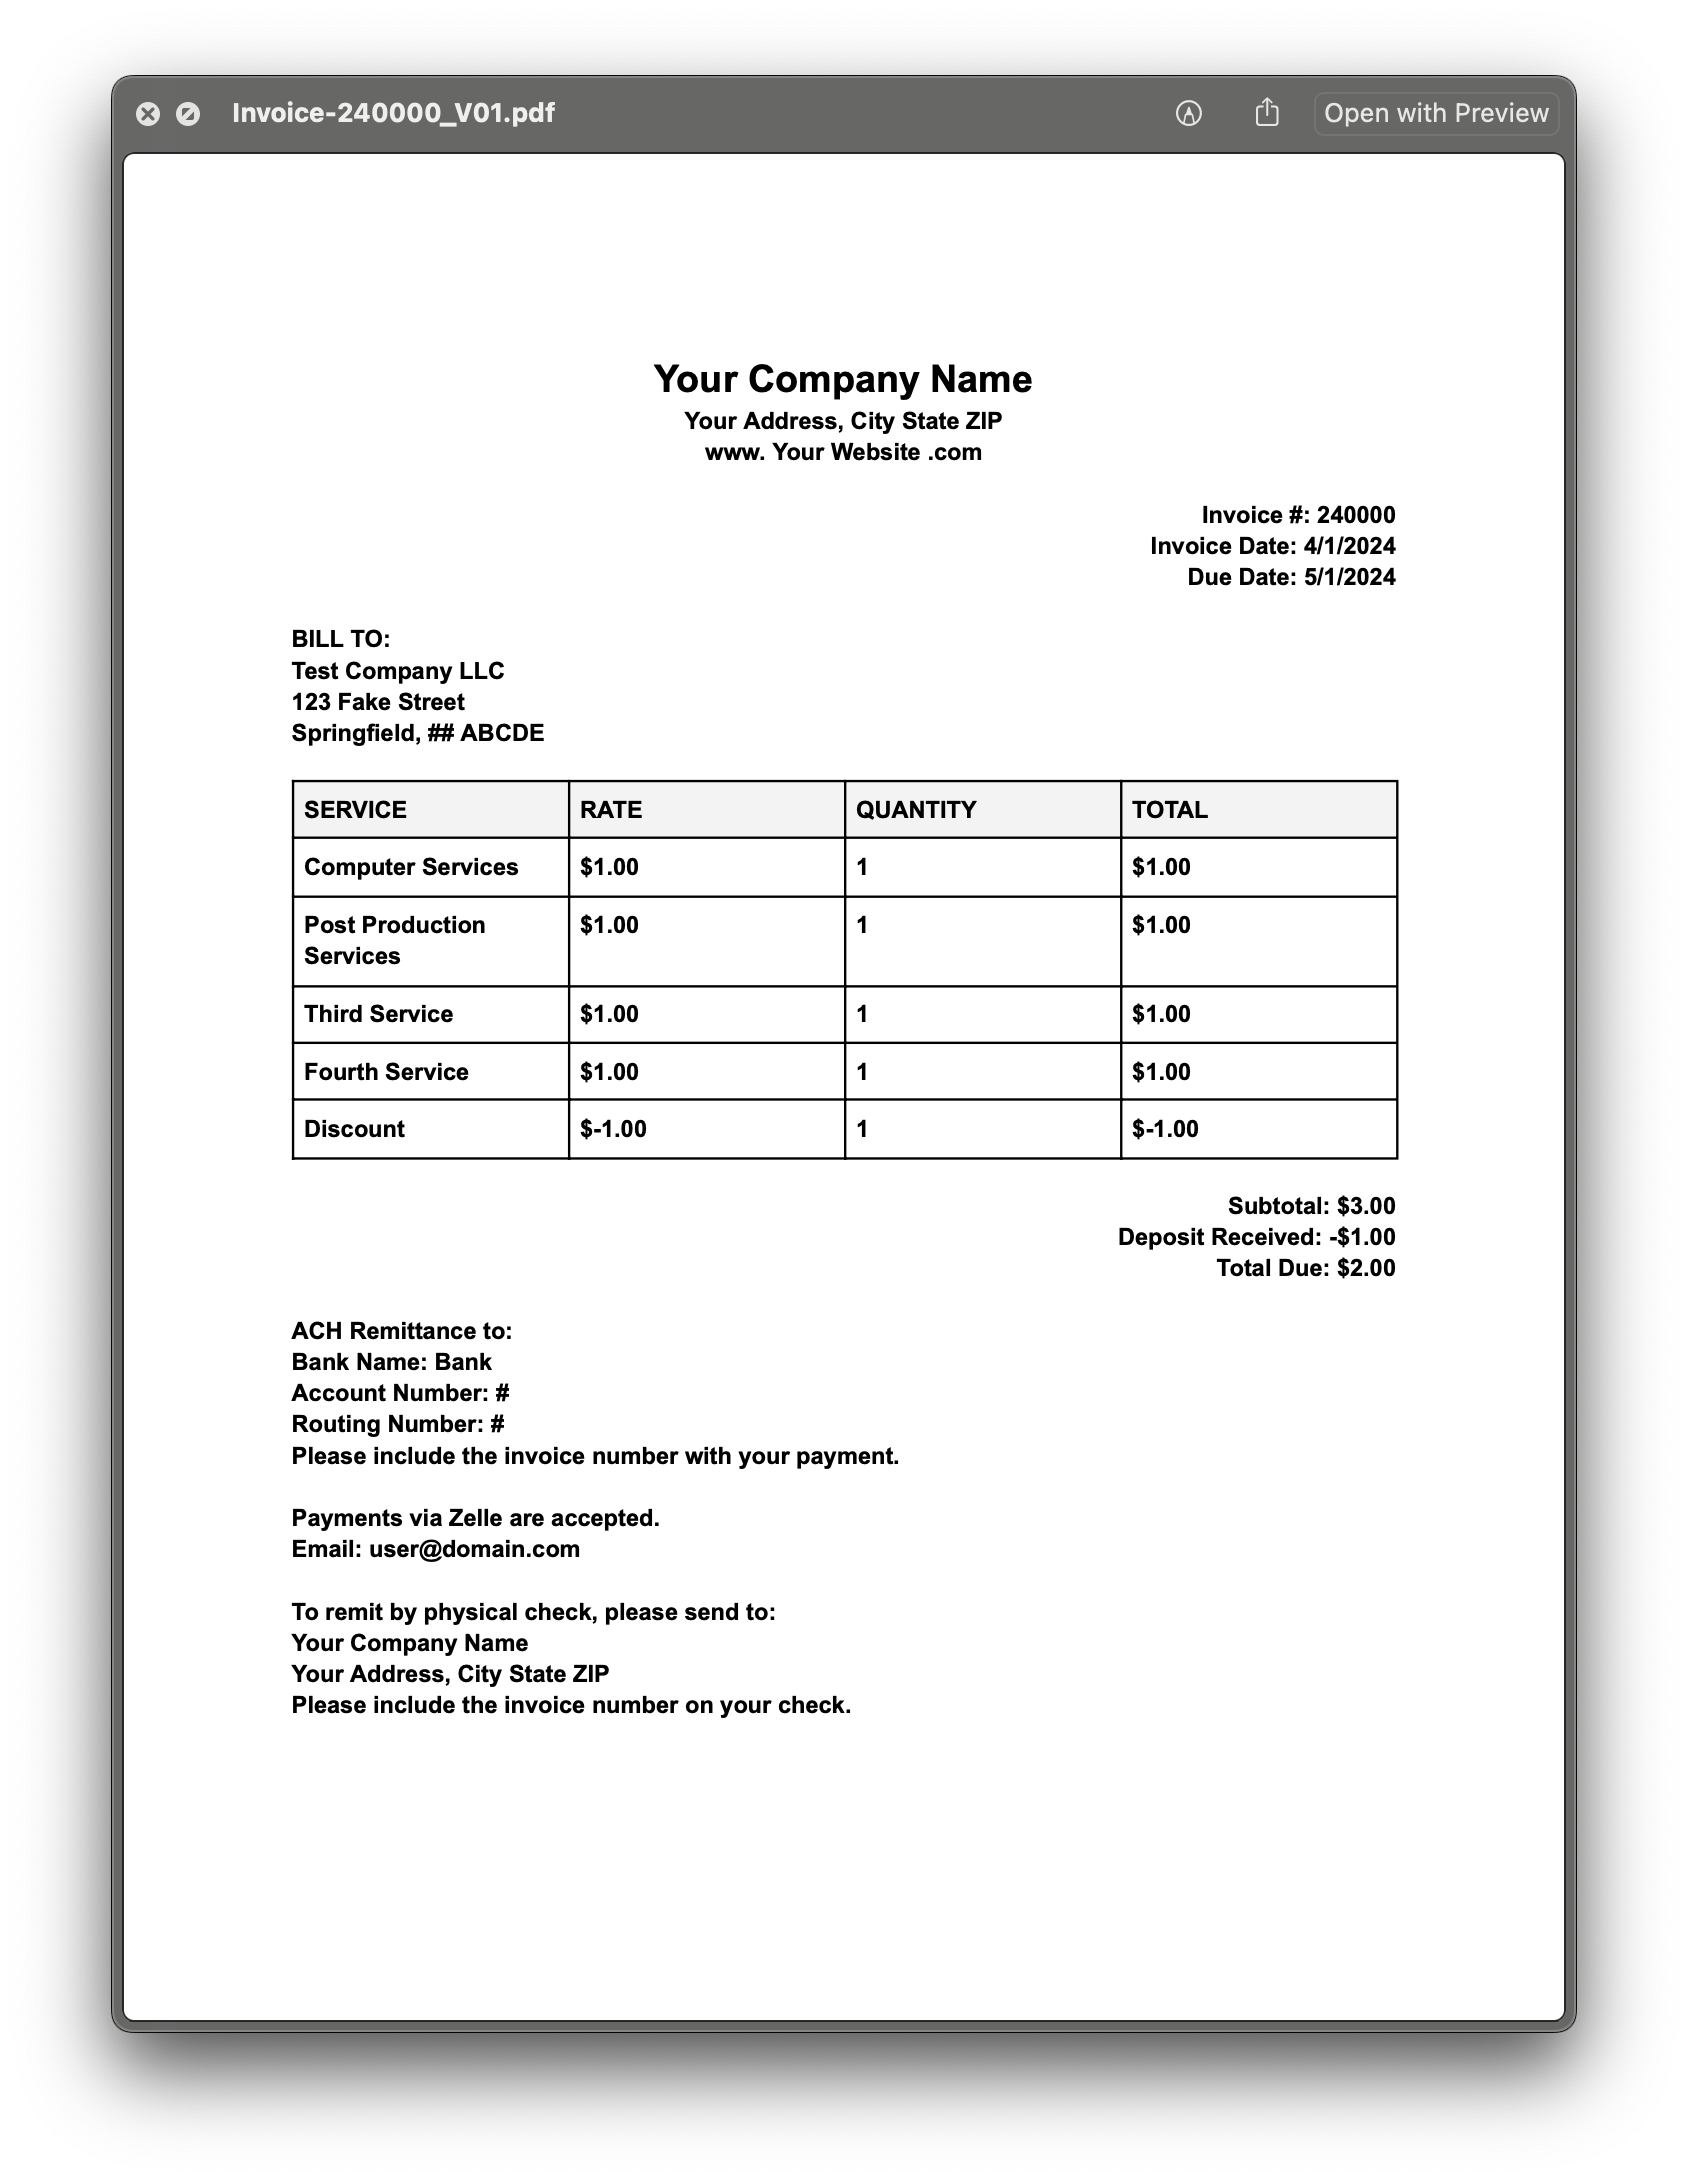 Invoice-240000_V01.pdf
Open with Preview
Your Company Name
Your Address, City State ZIP
www. Your Website .com
Invoice #: 240000
Invoice Date: 4/1/2024
Due Date: 5/1/2024
BILL TO:
Test Company LLC
123 Fake Street
Springfield, ## ABCDE
SERVICE RATE QUANTITY TOTAL
Computer Services $1.00 1 $1.00
Post Production $1.00 1 $1.00
Services
Third Service $1.00 1 $1.00
Fourth Service $1.00 1 $1.00
Discount $-1.00 1 $-1.00
Subtotal: $3.00
Deposit Received: -$1.00
Total Due: $2.00
ACH Remittance to:
Bank Name: Bank
Account Number: #
Routing Number: #
Please include the invoice number with your payment.
Payments via Zelle are accepted.
Email: user@domain.com
To remit by physical check, please send to:
Your Company Name
Your Address, City State ZIP
Please include the invoice number on your check.